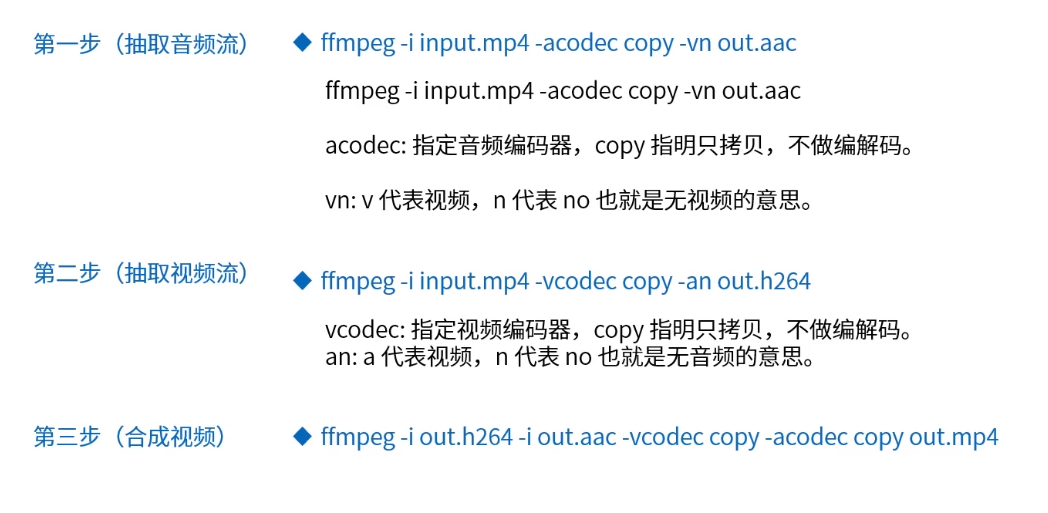 第一步（抽取音频流）
◆ ffmpeg -i input.mp4 -acodec copy -vn out.aac
ffmpeg -i input.mp4 -acodec copy -vn out.aac
acodec: 指定音频编码器，copy 指明只拷贝，不做编解码。
vn: v 代表视频，n 代表 no 也就是无视频的意思。
第二步（抽取视频流）
◆ ffmpeg -i input.mp4 -vcodec copy -an out.h264
vcodec: 指定视频编码器，copy 指明只拷贝，不做编解码。
an: a 代表视频，n 代表 no 也就是无音频的意思。
第三步（合成视频）
◆ ffmpeg -i out.h264 -i out.aac -vcodec copy -acodec copy out.mp4